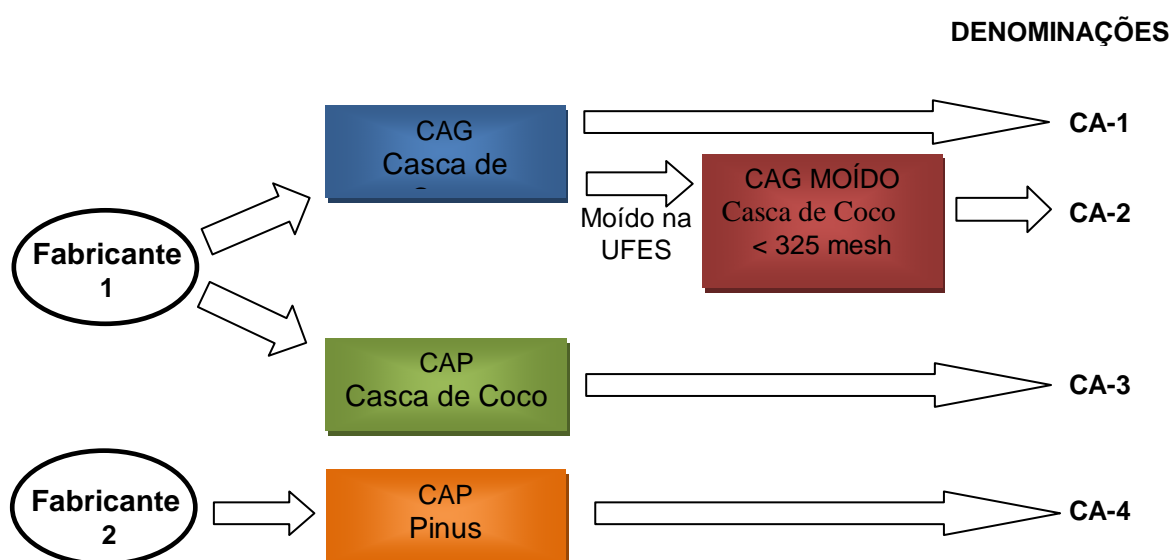 DENOMINAÇÕES
CAG
Casca de
CA-1
Moído na
UFES
CAG MOÍDO
Casca de Coco
< 325 mesh
CA-2
Fabricante
1
CAP
Casca de Coco
CA-3
Fabricante
2
CAP
Pinus
CA-4